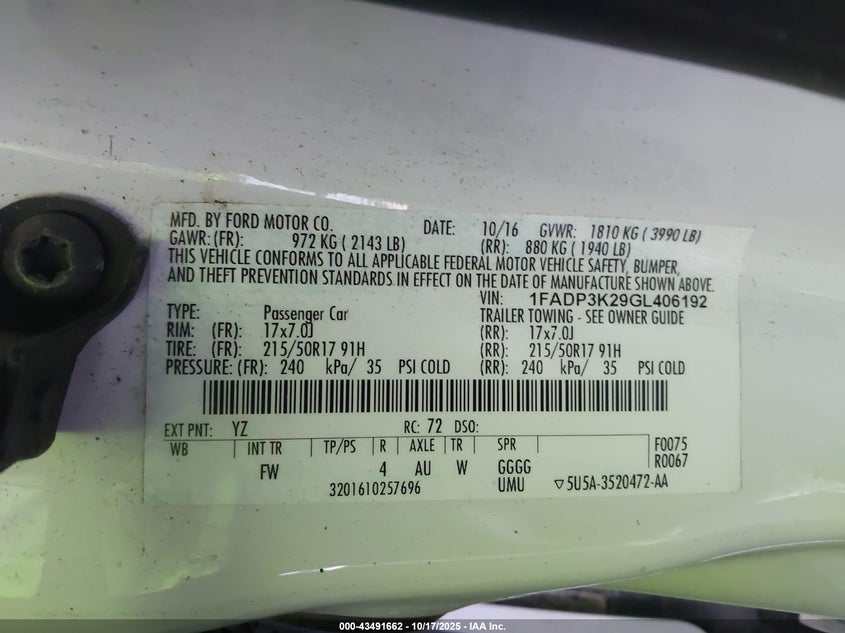 MFD. BY FORD MOTOR CO. DATE: 10/16 GVWR: 1810 KG ( 3990 LB)
GAWR: (FR): 972 KG ( 2143 LB) (RR): 880 KG ( 1940 LB)
THIS VEHICLE CONFORMS TO ALL APPLICABLE FEDERAL MOTOR VEHICLE SAFETY, BUMPER,
AND THEFT PREVENTION STANDARDS IN EFFECT ON THE DATE OF MANUFACTURE SHOWN ABOVE.
VIN: 1FADP3K29GL406192
TYPE: Passenger Car TRAILER TOWING - SEE OWNER GUIDE
RIM: (FR): 17x7.0J (RR): 17x7.0J
TIRE: (FR): 215/50R17 91H (RR): 215/50R17 91H
PRESSURE: (FR): 240 kPa/ 35 PSI COLD (RR): 240 kPa/ 35 PSI COLD
EXT PNT: YZ RC: 72 DSO:
WB INT TR TP/PS R AXLE TR SPR F0075
FW 4 AU W GGGG R0067
3201610257696 UMU ▽5U5A-3520472-AA
000-43491662 - 10/17/2025 - IAA Inc.